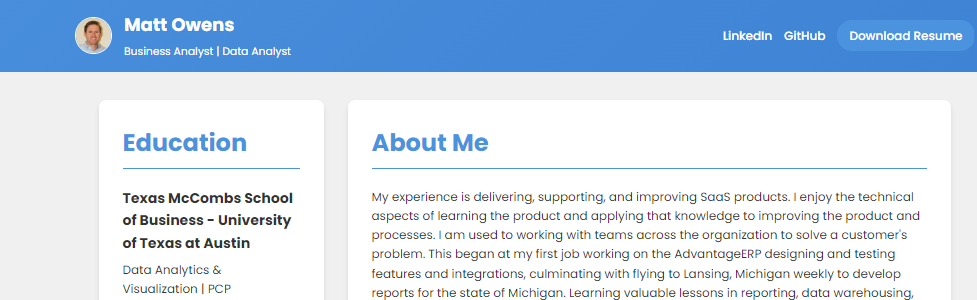 Matt Owens
Business Analyst | Data Analyst
LinkedIn GitHub Download Resume
Education
Texas McCombs School
of Business - University
of Texas at Austin
Data Analytics &
Visualization | PCP
About Me
My experience is delivering, supporting, and improving SaaS products. I enjoy the technical
aspects of learning the product and applying that knowledge to improving the product and
processes. I am used to working with teams across the organization to solve a customer's
problem. This began at my first job working on the AdvantageERP designing and testing
features and integrations, culminating with flying to Lansing, Michigan weekly to develop
reports for the state of Michigan. Learning valuable lessons in reporting, data warehousing,